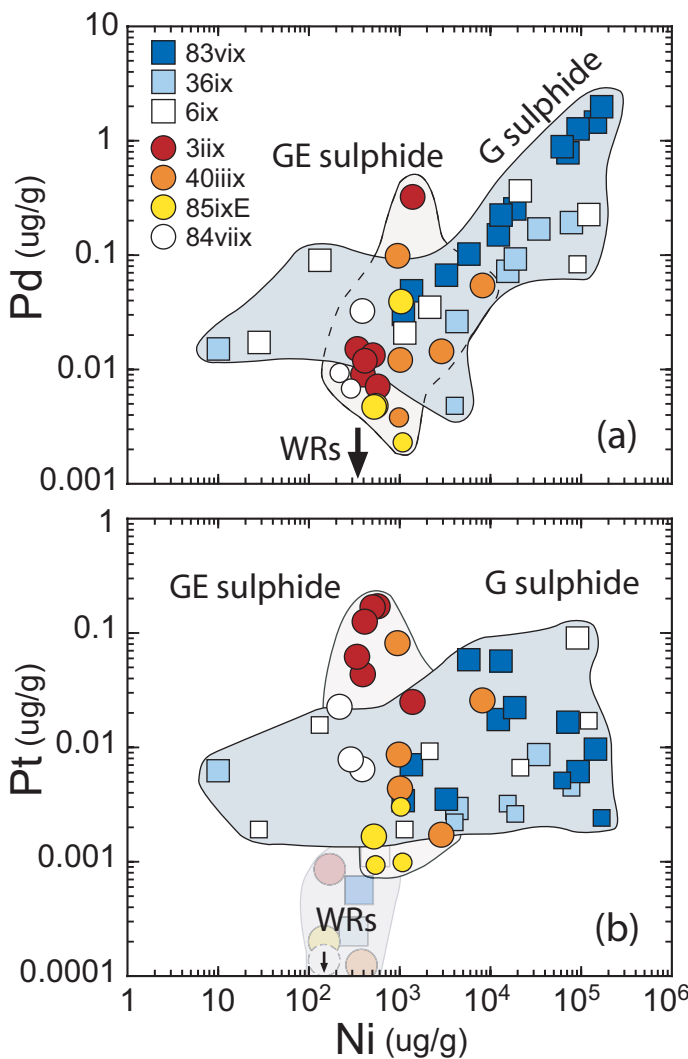 10
1
0.1
0.01
0.001
Pd (ug/g)
83vix
36ix
6ix
3iix
40iiix
85ixE
84viix
GE sulphide
G sulphide
WRs
(a)
1
0.1
0.01
0.001
0.0001
Pt (ug/g)
GE sulphide
G sulphide
WRs
(b)
1
10
10²
10³
10⁴
10⁵
10⁶
Ni (ug/g)